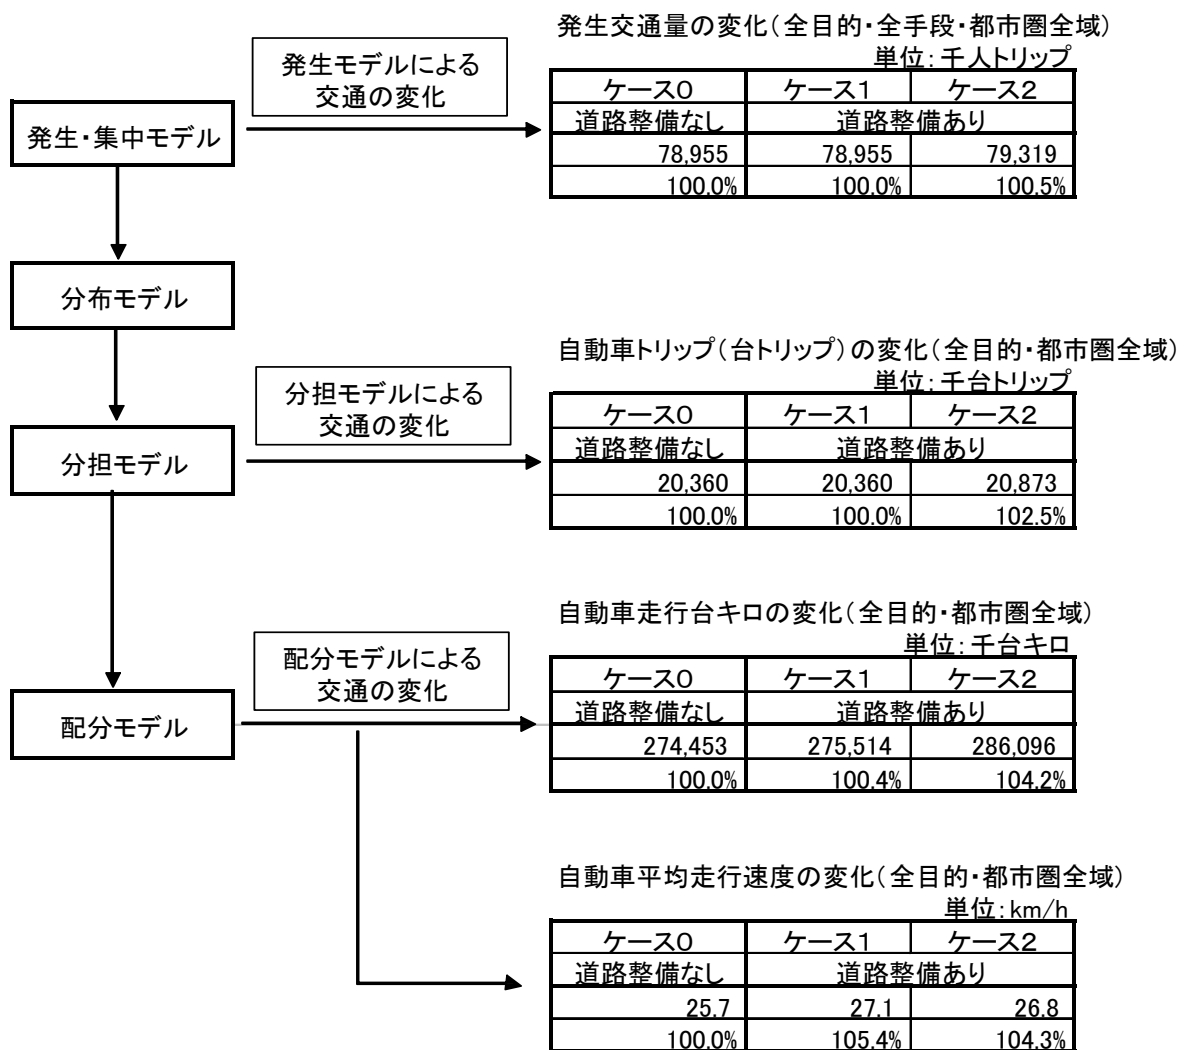 発生交通量の変化(全目的・全手段・都市圏全域)
単位:千人トリップ
発生モデルによる
交通の変化
ケース0 ケース1 ケース2
道路整備なし 道路整備あり
発生・集中モデル
78,955 78,955 79,319
100.0% 100.0% 100.5%
分布モデル
自動車トリップ(台トリップ)の変化(全目的・都市圏全域)
単位:千台トリップ
分担モデルによる
交通の変化
ケース0 ケース1 ケース2
道路整備なし 道路整備あり
分担モデル
20,360 20,360 20,873
100.0% 100.0% 102.5%
自動車走行台キロの変化(全目的・都市圏全域)
単位:千台キロ
配分モデルによる
交通の変化
ケース0 ケース1 ケース2
道路整備なし 道路整備あり
配分モデル
274,453 275,514 286,096
100.0% 100.4% 104.2%
自動車平均走行速度の変化(全目的・都市圏全域)
単位:km/h
ケース0 ケース1 ケース2
道路整備なし 道路整備あり
25.7 27.1 26.8
100.0% 105.4% 104.3%